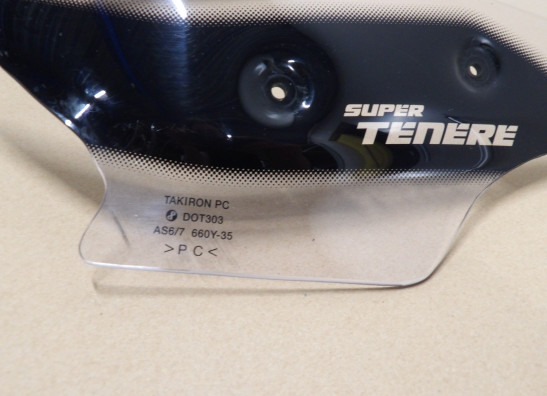 SUPER
TENERE
TAKIRON PC
DOT303
AS6/7 660Y-35
>PC<